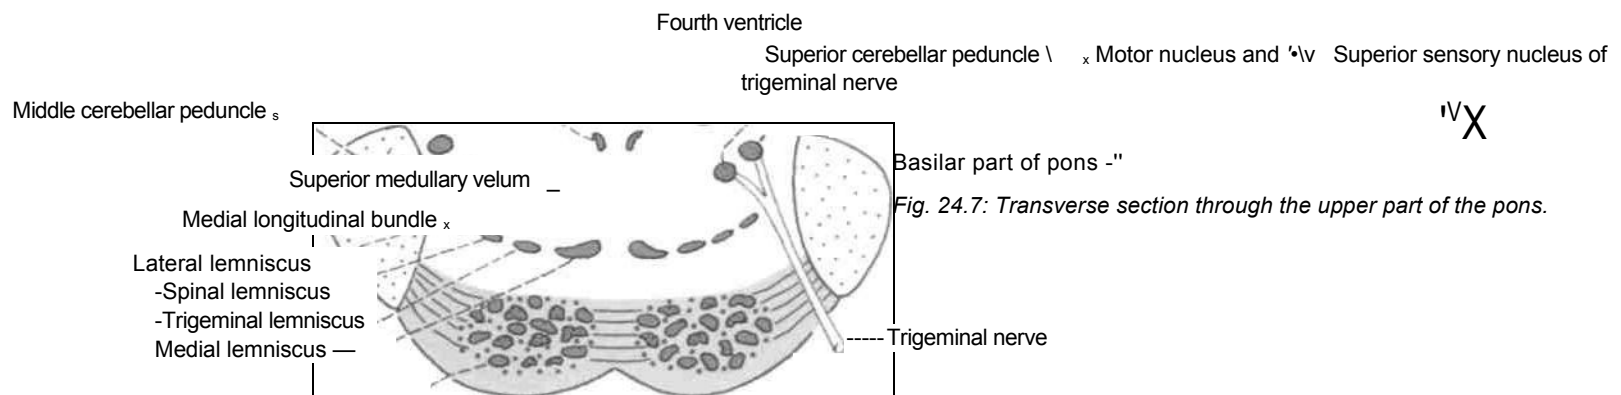 Fourth ventricle
Superior cerebellar peduncle \ x Motor nucleus and '•\v Superior sensory nucleus of
trigeminal nerve
Middle cerebellar peduncle s
'VX
Basilar part of pons -"
Superior medullary velum _
Fig. 24.7: Transverse section through the upper part of the pons.
Medial longitudinal bundle x
Lateral lemniscus
-Spinal lemniscus
-Trigeminal lemniscus
Medial lemniscus —
-----Trigeminal nerve